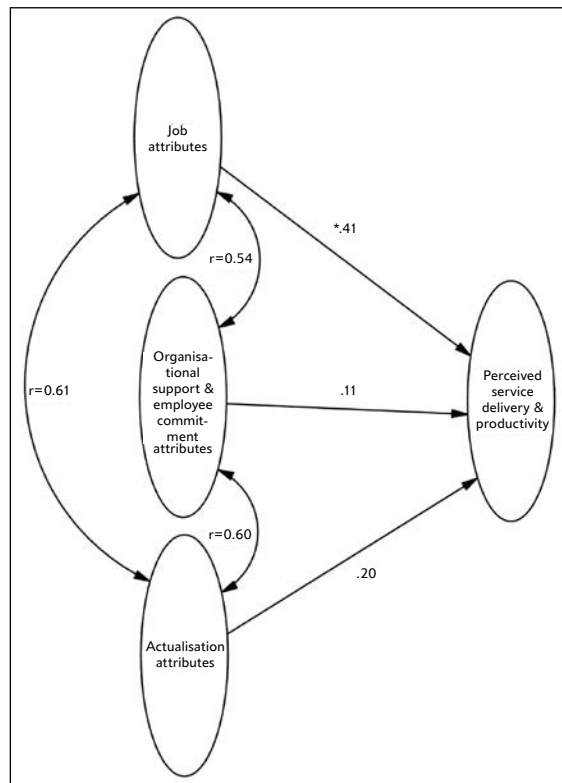 Job
attributes
*.41
r=0.54
Organisa-
tional
support &
employee
commit-
ment
attributes
r=0.61
.11
Perceived
service
delivery &
productivity
r=0.60
.20
Actualisation
attributes